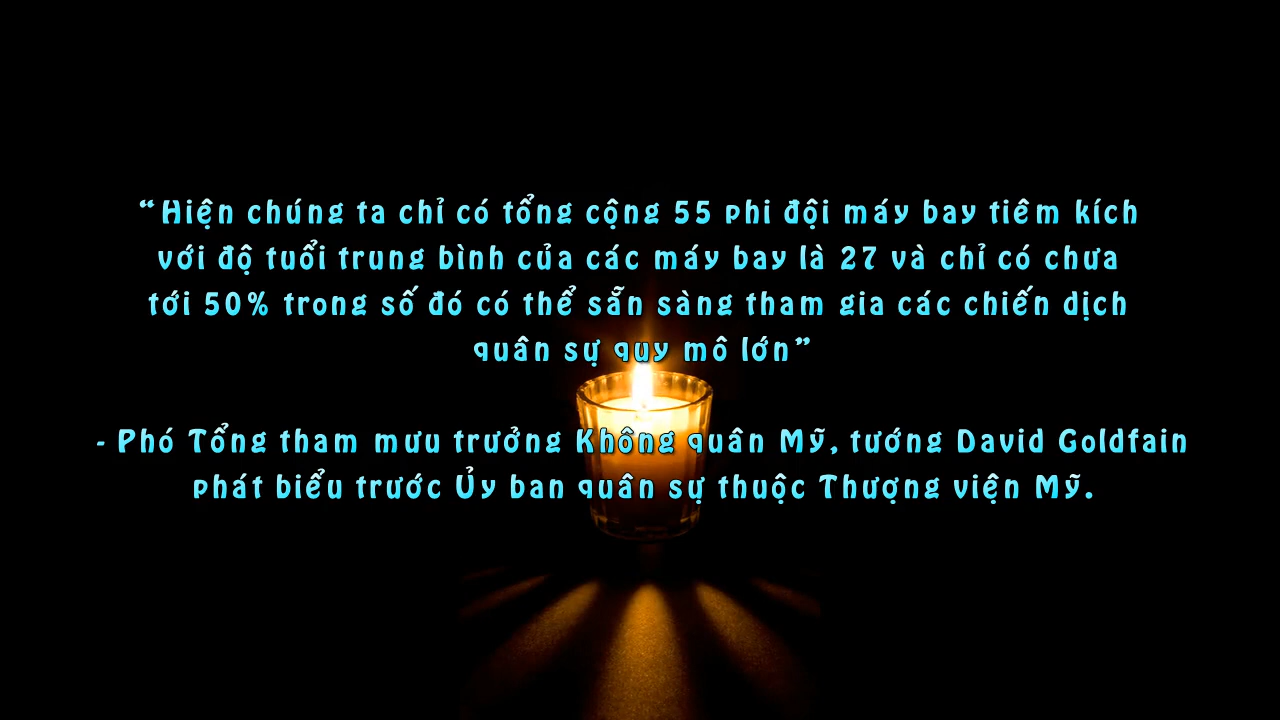 “Hiện chúng ta chỉ có tổng cộng 55 phi đội máy bay tiêm kích
với độ tuổi trung bình của các máy bay là 27 và chỉ có chưa
tới 50% trong số đó có thể sẵn sàng tham gia các chiến dịch
quân sự quy mô lớn”
- Phó Tổng tham mưu trưởng Không quân Mỹ, tướng David Goldfain
phát biểu trước Ủy ban quân sự thuộc Thượng viện Mỹ.